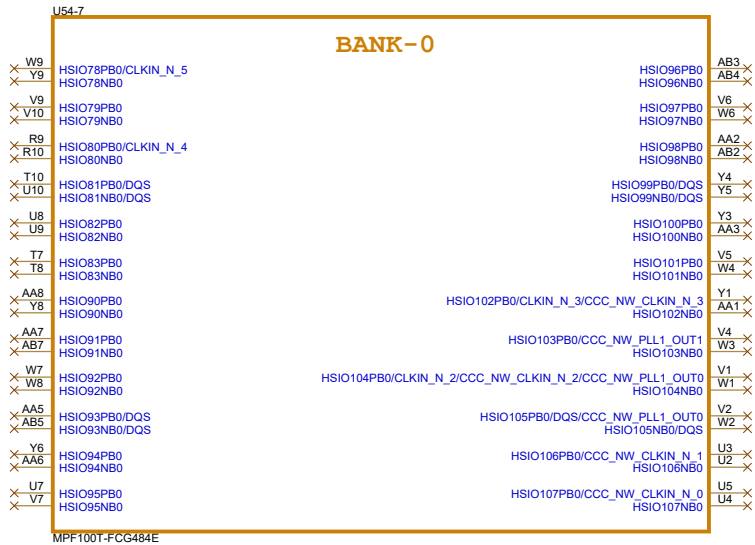 U54-7
BANK-0
W9 HSIO78PB0/CLKIN_N_5 HSIO96PB0 AB3
Y9 HSIO78NB0 HSIO96NB0 AB4
V9 HSIO79PB0 HSIO97PB0 V6
V10 HSIO79NB0 HSIO97NB0 W6
R9 HSIO80PB0/CLKIN_N_4 HSIO98PB0 AA2
R10 HSIO80NB0 HSIO98NB0 AB2
T10 HSIO81PB0/DQS HSIO99PB0/DQS Y4
U10 HSIO81NB0/DQS HSIO99NB0/DQS Y5
U8 HSIO82PB0 HSIO100PB0 Y3
U9 HSIO82NB0 HSIO100NB0 AA3
T7 HSIO83PB0 HSIO101PB0 V5
T8 HSIO83NB0 HSIO101NB0 W4
AA8 HSIO90PB0 HSIO102PB0/CLKIN_N_3/CCC_NW_CLKIN_N_3 Y1
Y8 HSIO90NB0 HSIO102NB0 AA1
AA7 HSIO91PB0 HSIO103PB0/CCC_NW_PLL1_OUT1 V4
AB7 HSIO91NB0 HSIO103NB0 W3
W7 HSIO92PB0 HSIO104PB0/CLKIN_N_2/CCC_NW_CLKIN_N_2/CCC_NW_PLL1_OUT0 V1
W8 HSIO92NB0 HSIO104NB0 W1
AA5 HSIO93PB0/DQS HSIO105PB0/DQS/CCC_NW_PLL1_OUT0 V2
AB5 HSIO93NB0/DQS HSIO105NB0/DQS W2
Y6 HSIO94PB0 HSIO106PB0/CCC_NW_CLKIN_N_1 U3
AA6 HSIO94NB0 HSIO106NB0 U2
U7 HSIO95PB0 HSIO107PB0/CCC_NW_CLKIN_N_0 U5
V7 HSIO95NB0 HSIO107NB0 U4
MPF100T-FCG484E